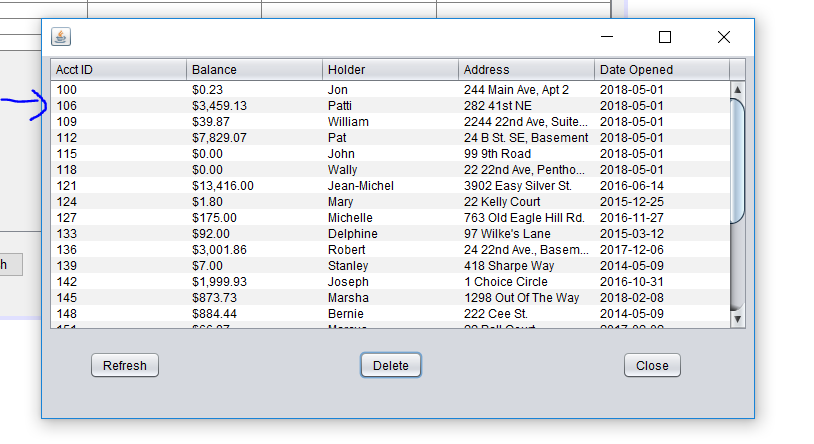 Acct ID Balance Holder Address Date Opened
100 $0.23 Jon 244 Main Ave, Apt 2 2018-05-01
106 $3,459.13 Patti 282 41st NE 2018-05-01
109 $39.87 William 2244 22nd Ave, Suite... 2018-05-01
112 $7,829.07 Pat 24 B St. SE, Basement 2018-05-01
115 $0.00 John 99 9th Road 2018-05-01
118 $0.00 Wally 22 22nd Ave, Pentho... 2018-05-01
121 $13,416.00 Jean-Michel 3902 Easy Silver St. 2016-06-14
124 $1.80 Mary 22 Kelly Court 2015-12-25
127 $175.00 Michelle 763 Old Eagle Hill Rd. 2016-11-27
133 $92.00 Delphine 97 Wilke's Lane 2015-03-12
136 $3,001.86 Robert 24 22nd Ave., Basem... 2017-12-06
139 $7.00 Stanley 418 Sharpe Way 2014-05-09
142 $1,999.93 Joseph 1 Choice Circle 2016-10-31
145 $873.73 Marsha 1298 Out Of The Way 2018-02-08
148 $884.44 Bernie 222 Cee St. 2014-05-09
h
Refresh Delete Close